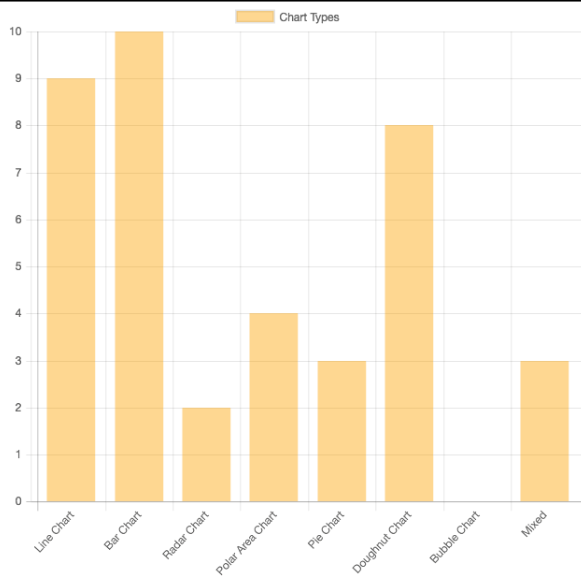 Chart Types
10
9
8
7
6
5
4
3
2
1
0
Line Chart
Bar Chart
Radar Chart
Polar Area Chart
Pie Chart
Doughnut Chart
Bubble Chart
Mixed